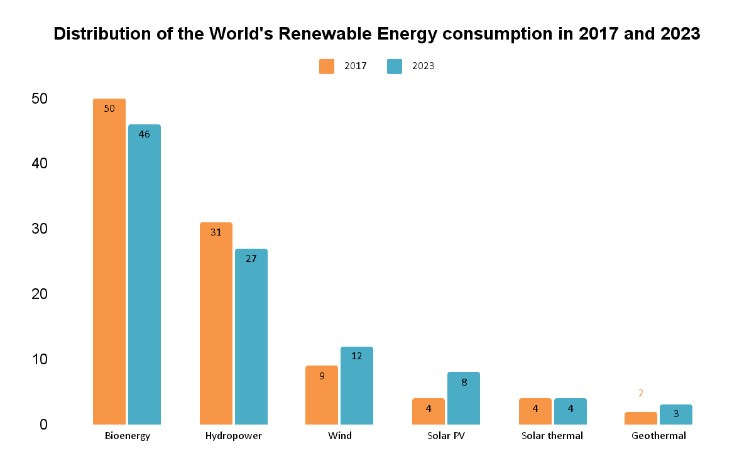 Distribution of the World's Renewable Energy consumption in 2017 and 2023
2017 2023
50
40
30
20
10
0
50 46 31 27 9 12 4 8 4 4 2 3
Bioenergy Hydropower Wind Solar PV Solar thermal Geothermal